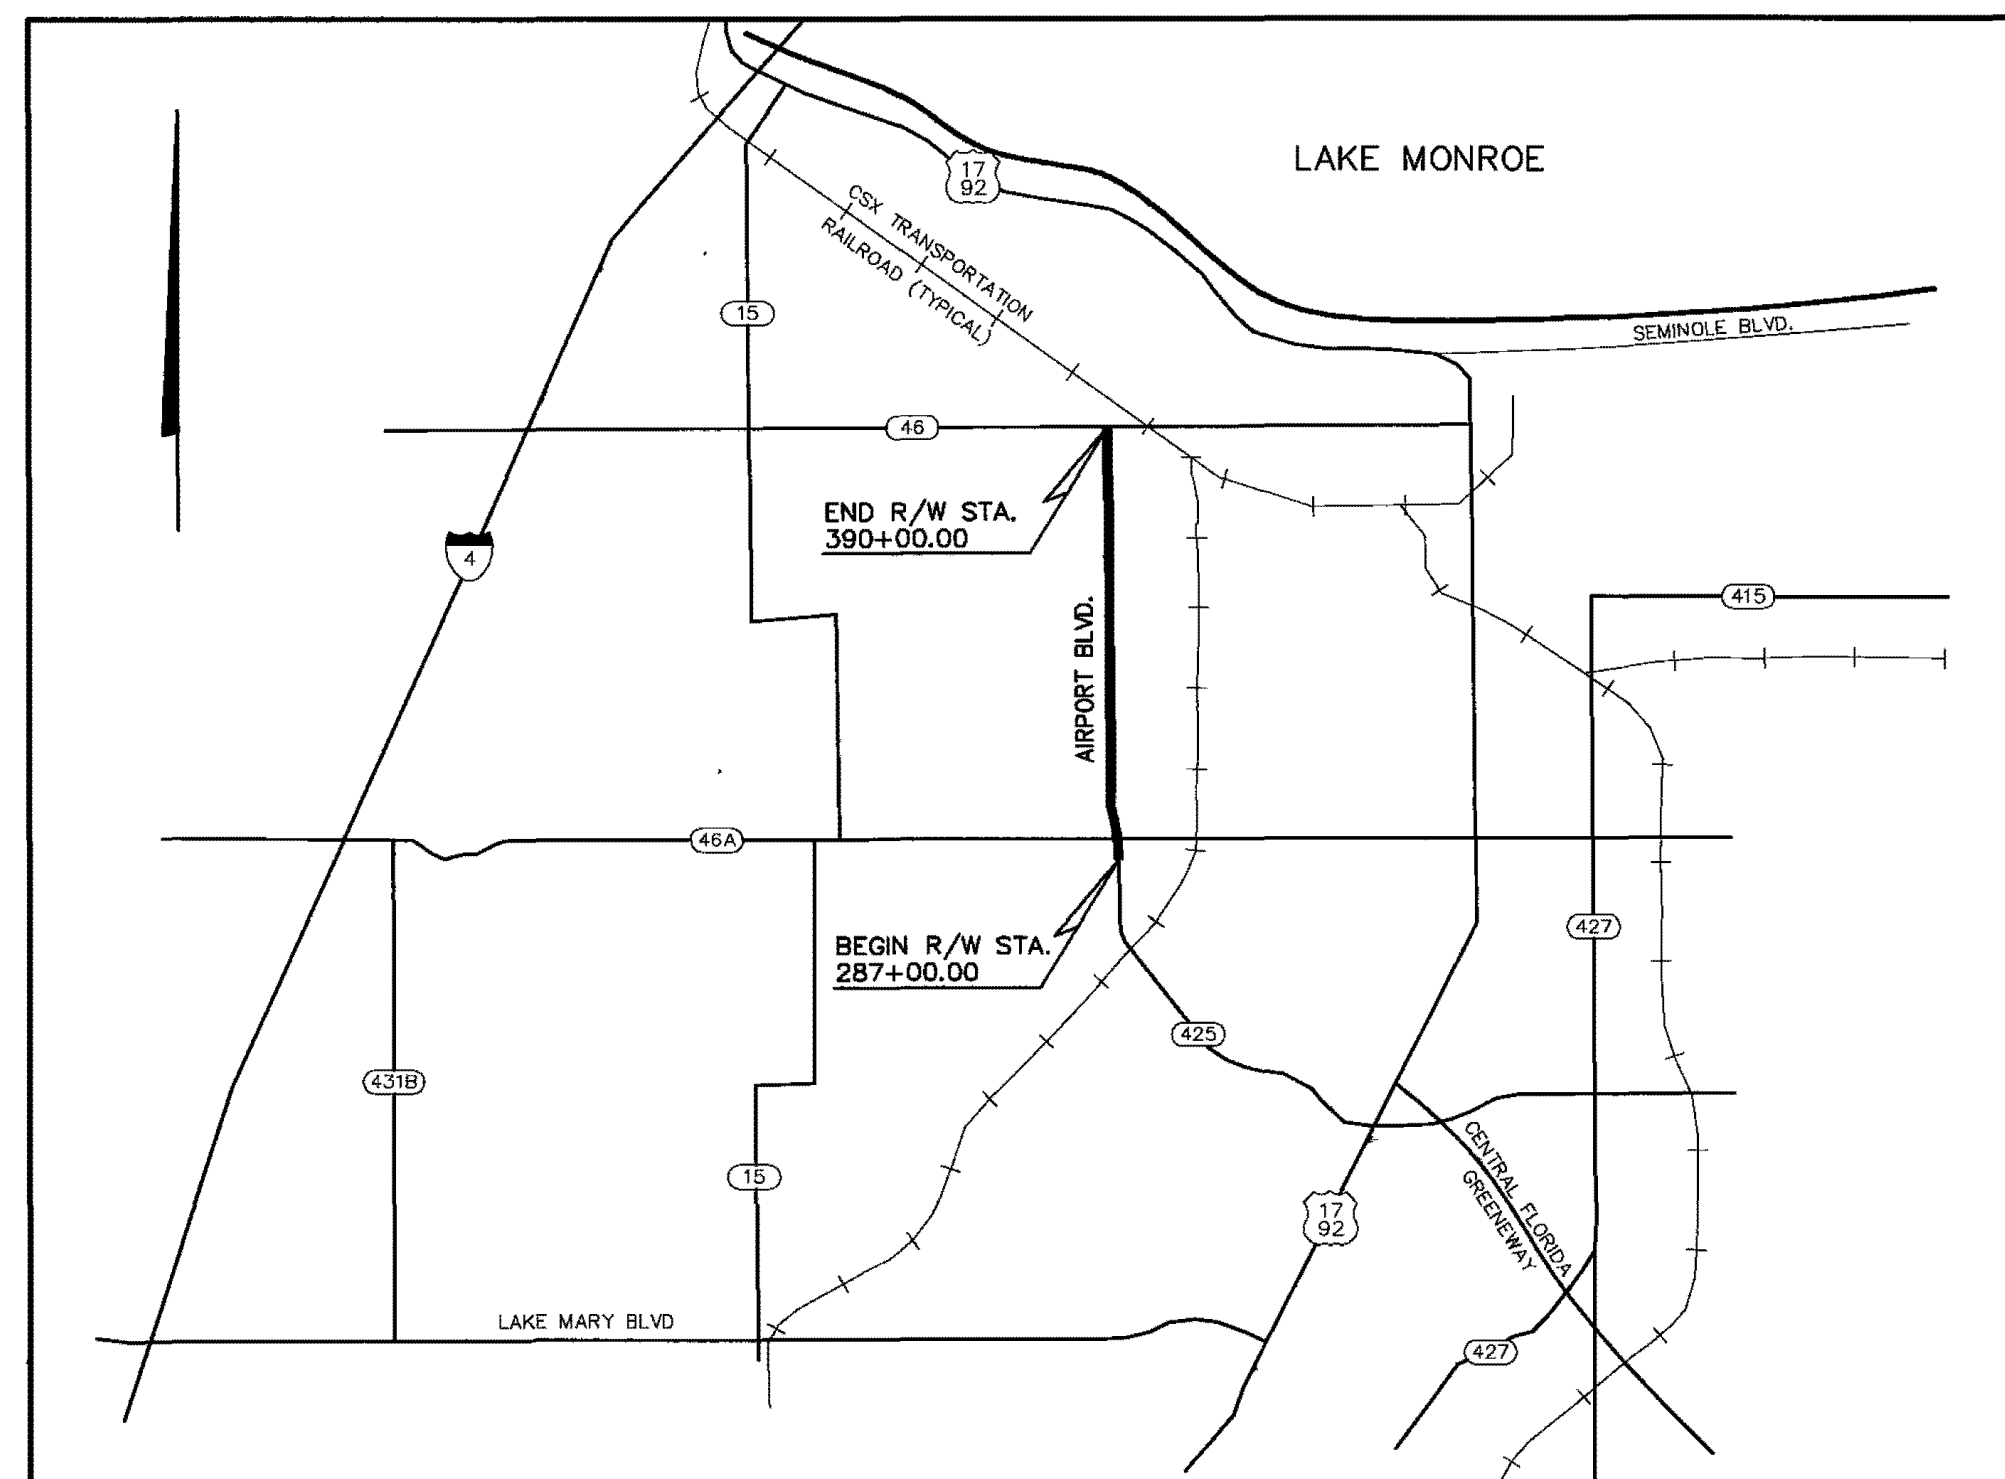 LAKE MONROE
17
92
CSX TRANSPORTATION
RAILROAD (TYPICAL)
15
SEMINOLE BLVD.
46
END R/W STA.
390+00.00
4
415
AIRPORT BLVD.
46A
427
BEGIN R/W STA.
287+00.00
425
431B
15
CENTRAL FLORIDA
GREENEWAY
17
92
LAKE MARY BLVD
427